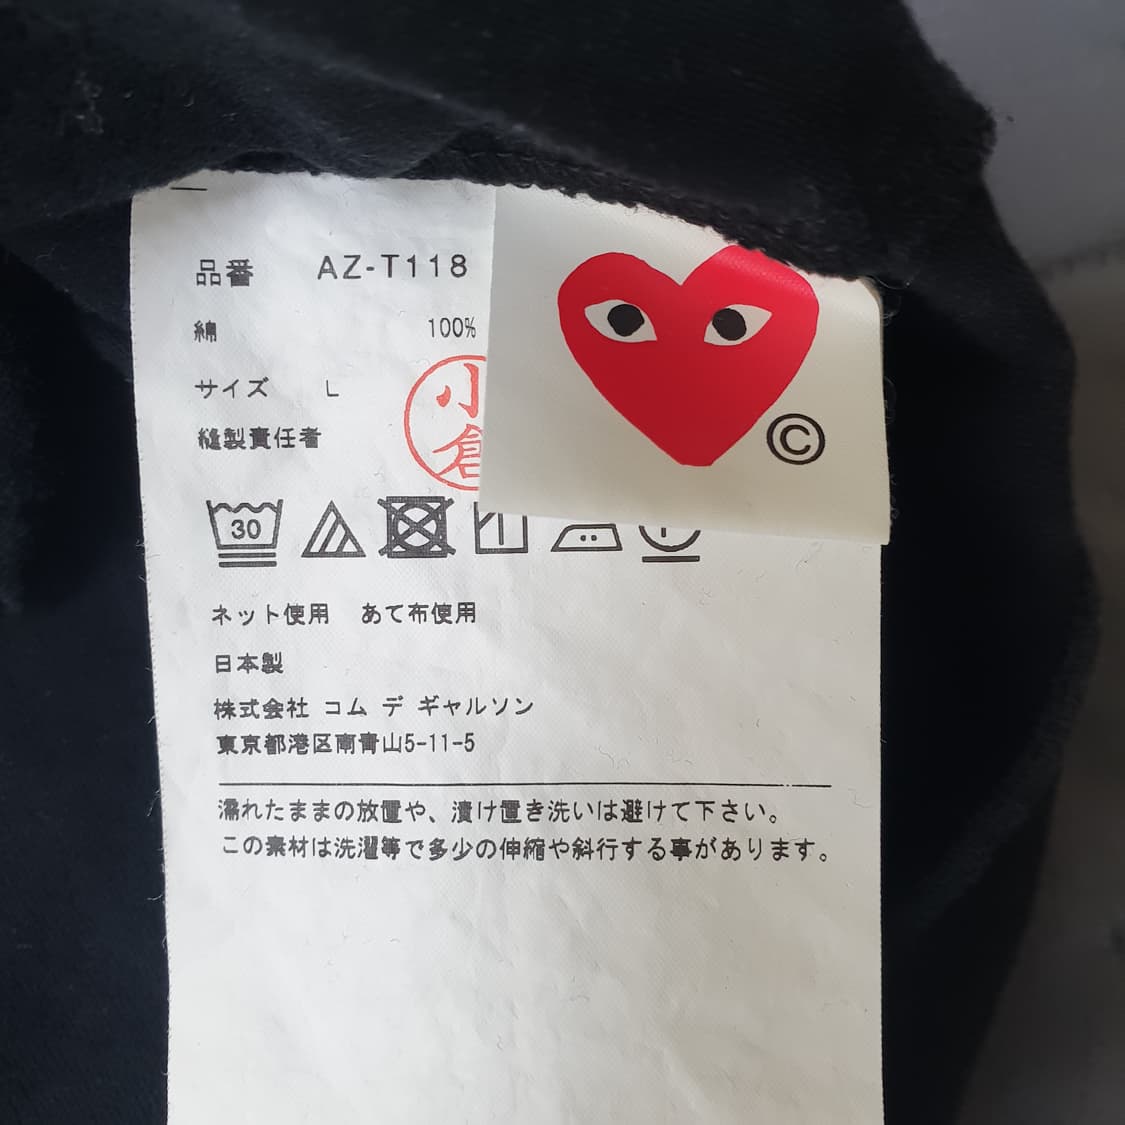 品番 AZ-T118
綿 100%
サイズ L
縫製責任者
小倉
30
ネット使用 あて布使用
日本製
株式会社 コム デ ギャルソン
東京都港区南青山5-11-5
濡れたままの放置や、漬け置き洗いは避けて下さい。
この素材は洗濯等で多少の伸縮や斜行する事があります。
©